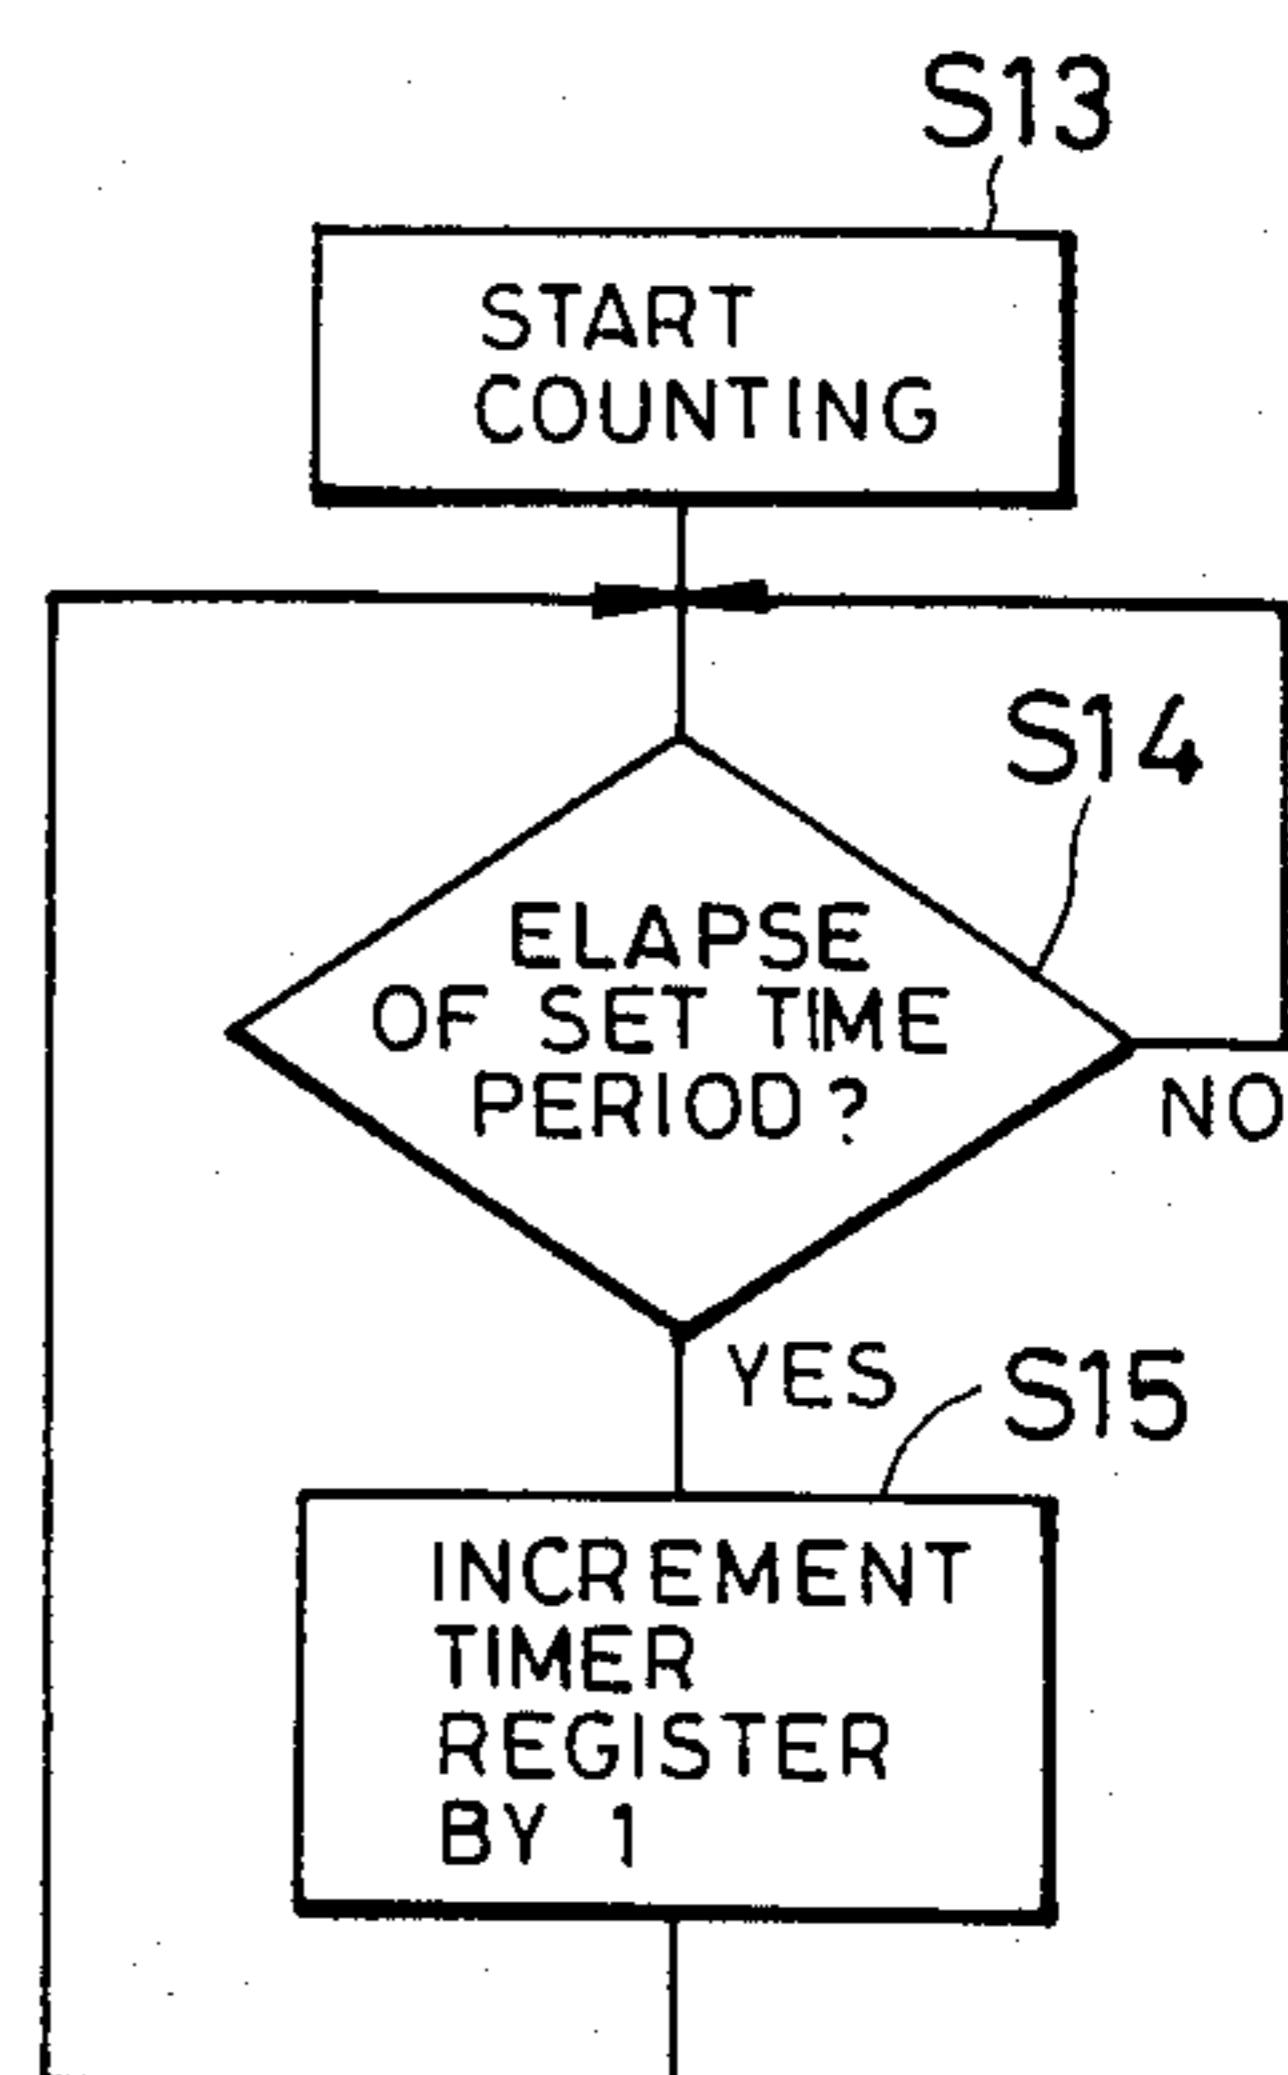 S13
START
COUNTING
S14
ELAPSE
OF SET TIME
PERIOD?
NO
YES
S15
INCREMENT
TIMER
REGISTER
BY 1